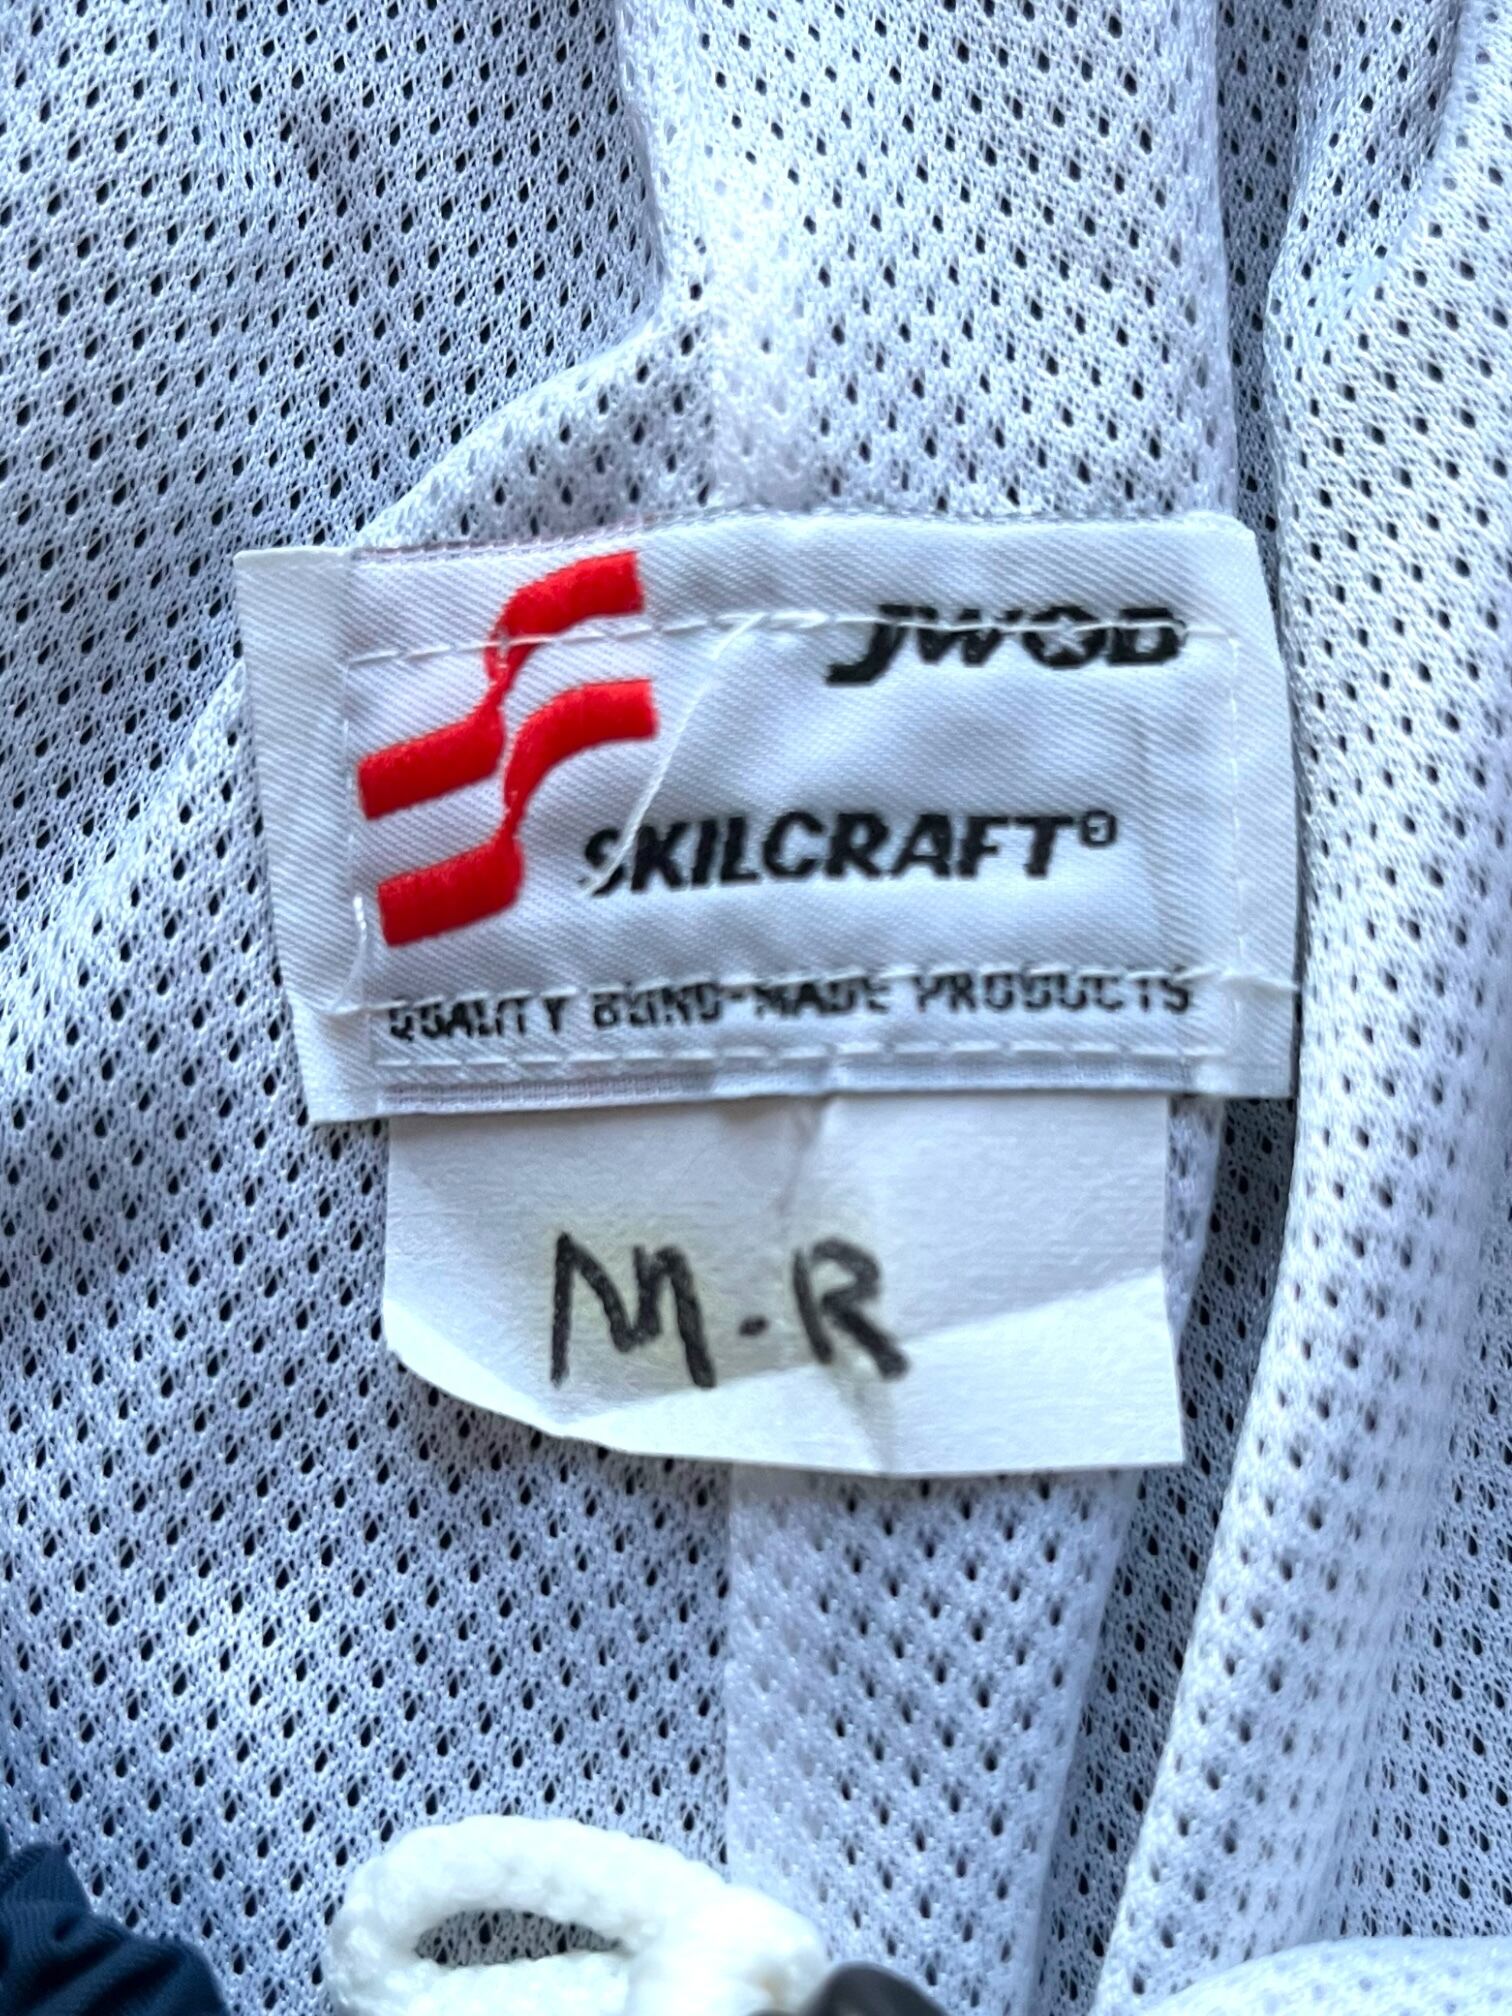 JWOD
SKILCRAFT®
QUALITY BLIND-MADE PRODUCTS
M-R